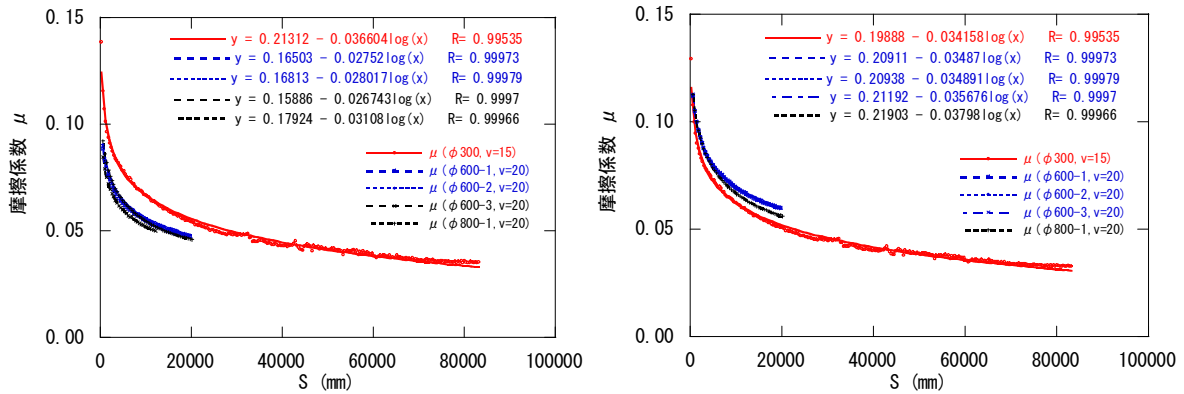 0.15
0.10
0.05
0.00
摩擦係数 μ
y = 0.21312 - 0.036604log(x) R= 0.99535
y = 0.16503 - 0.02752log(x) R= 0.99973
y = 0.16813 - 0.028017log(x) R= 0.99979
y = 0.15886 - 0.026743log(x) R= 0.9997
y = 0.17924 - 0.03108log(x) R= 0.99966
μ (φ300, v=15)
μ (φ600-1, v=20)
μ (φ600-2, v=20)
μ (φ600-3, v=20)
μ (φ800-1, v=20)
0 20000 40000 60000 80000 100000
S (mm)
0.15
0.10
0.05
0.00
摩擦係数 μ
y = 0.19888 - 0.034158log(x) R= 0.99535
y = 0.20911 - 0.03487log(x) R= 0.99973
y = 0.20938 - 0.034891log(x) R= 0.99979
y = 0.21192 - 0.035676log(x) R= 0.9997
y = 0.21903 - 0.03798log(x) R= 0.99966
μ (φ300, v=15)
μ (φ600-1, v=20)
μ (φ600-2, v=20)
μ (φ600-3, v=20)
μ (φ800-1, v=20)
0 20000 40000 60000 80000 100000
S (mm)